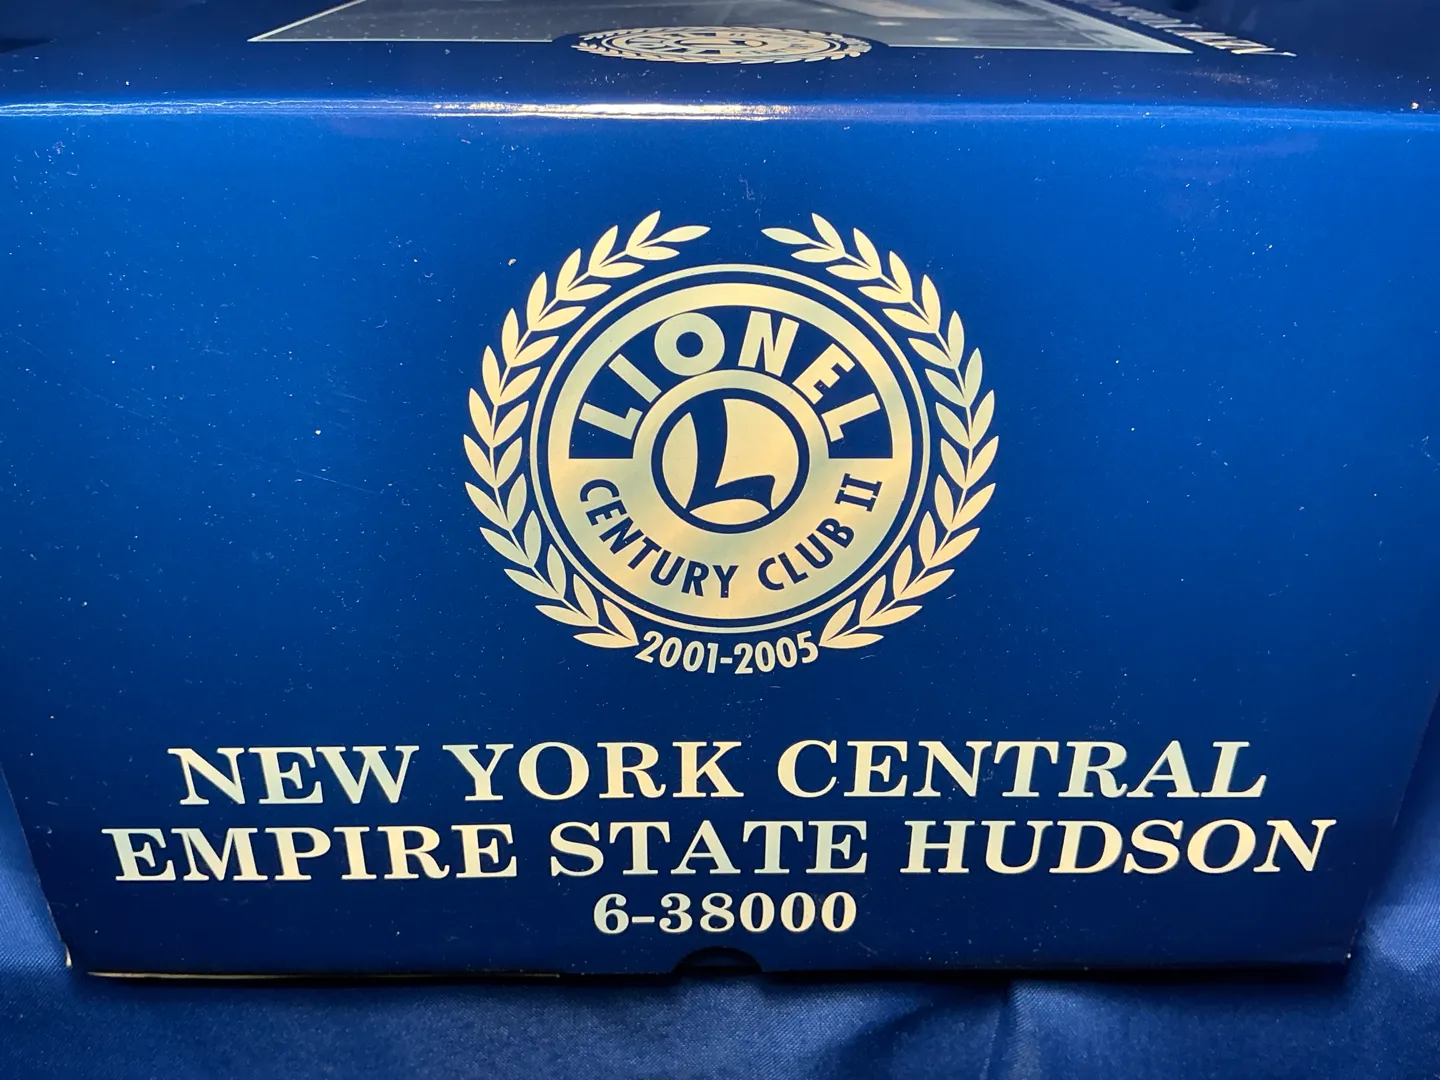 LIONEL
L
CENTURY CLUB II
2001-2005
NEW YORK CENTRAL
EMPIRE STATE HUDSON
6-38000